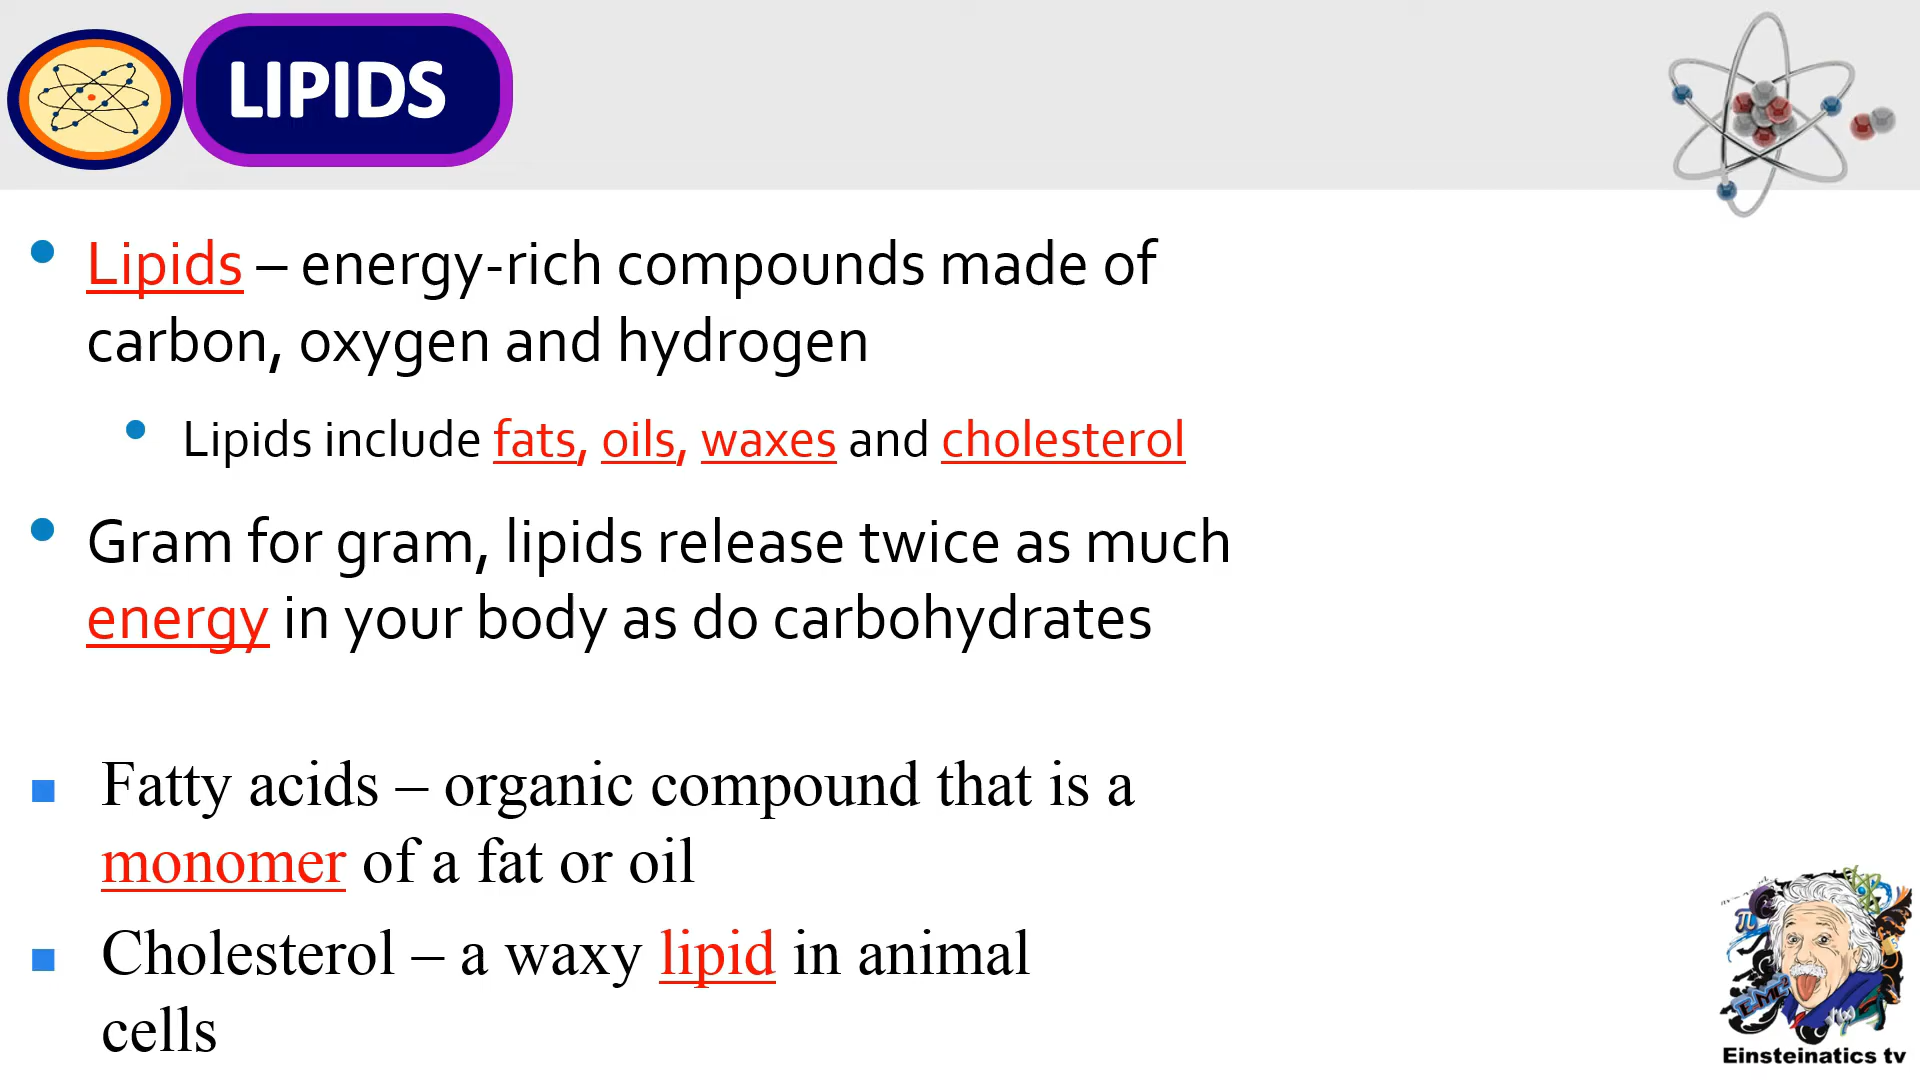 LIPIDS
Lipids – energy-rich compounds made of
carbon, oxygen and hydrogen
Lipids include fats, oils, waxes and cholesterol
Gram for gram, lipids release twice as much
energy in your body as do carbohydrates
Fatty acids – organic compound that is a
monomer of a fat or oil
Cholesterol – a waxy lipid in animal
cells
π
Einsteinatics tv